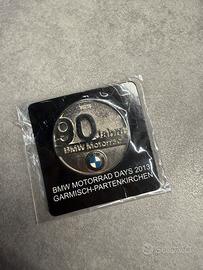 90 Jahre
BMW Motorrad
BMW MOTORRAD DAYS 2013
GARMISCH-PARTENKIRCHEN